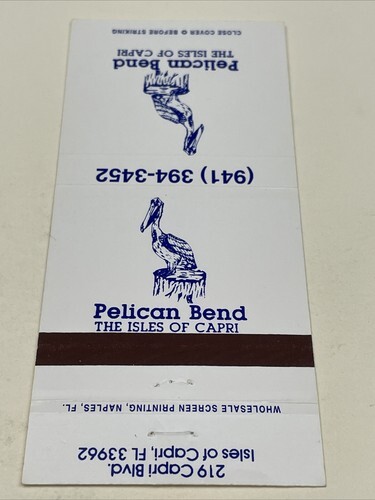 CLOSE COVER BEFORE STRIKING
THE ISLES OF CAPRI
Pelican Bend
(941) 394-3452
Pelican Bend
THE ISLES OF CAPRI
WHOLESALE SCREEN PRINTING, NAPLES, FL.
219 Capri Blvd.
Isles of Capri, FL 33962